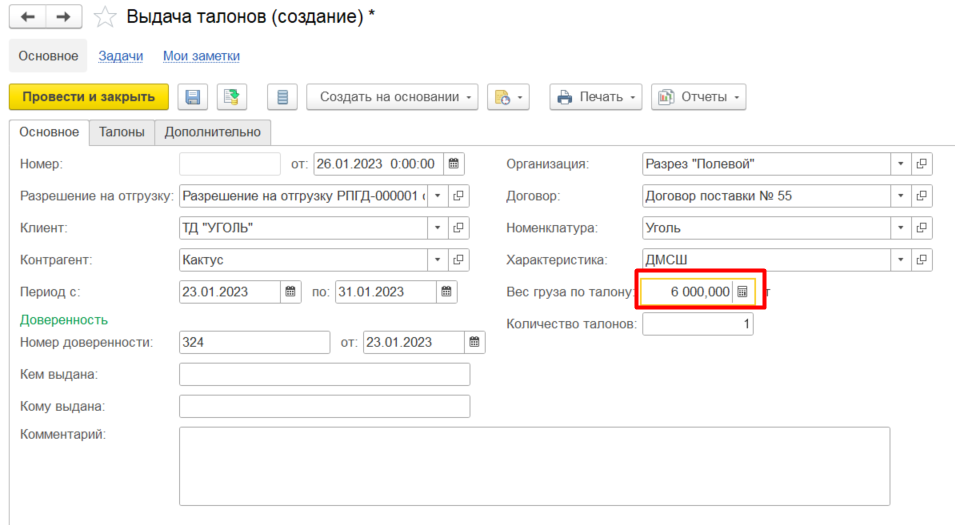 Выдача талонов (создание) *
Основное Задачи Мои заметки
Провести и закрыть Создать на основании Печать Отчеты
Основное Талоны Дополнительно
Номер: от: 26.01.2023 0:00:00 Организация: Разрез "Полевой"
Разрешение на отгрузку: Разрешение на отгрузку РПГД-000001 Договор: Договор поставки № 55
Клиент: ТД "УГОЛЬ" Номенклатура: Уголь
Контрагент: Кактус Характеристика: ДМСШ
Период с: 23.01.2023 по: 31.01.2023 Вес груза по талону: 6 000,000 т
Доверенность Количество талонов: 1
Номер доверенности: 324 от: 23.01.2023
Кем выдана:
Кому выдана:
Комментарий: